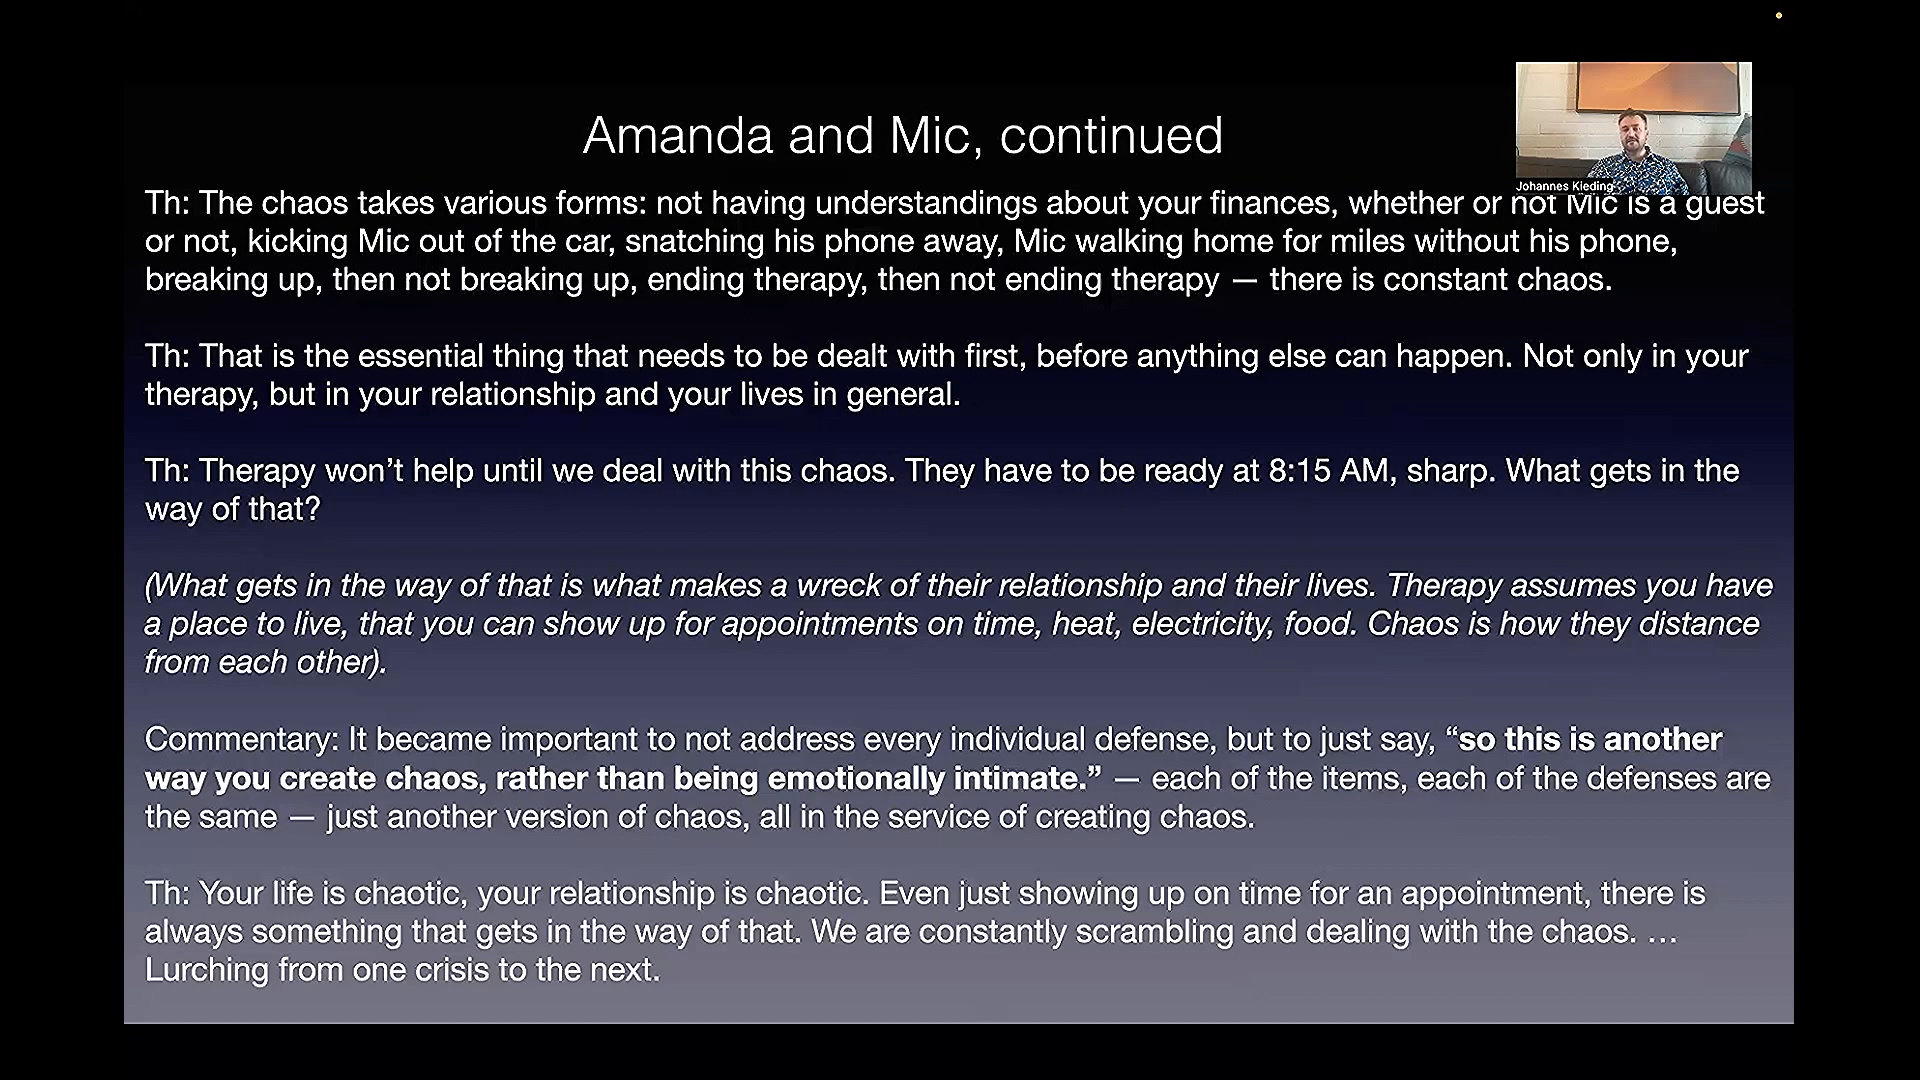 Amanda and Mic, continued
Johannes Kieding
Th: The chaos takes various forms: not having understandings about your finances, whether or not Mic is a guest
or not, kicking Mic out of the car, snatching his phone away, Mic walking home for miles without his phone,
breaking up, then not breaking up, ending therapy, then not ending therapy — there is constant chaos.
Th: That is the essential thing that needs to be dealt with first, before anything else can happen. Not only in your
therapy, but in your relationship and your lives in general.
Th: Therapy won’t help until we deal with this chaos. They have to be ready at 8:15 AM, sharp. What gets in the
way of that?
(What gets in the way of that is what makes a wreck of their relationship and their lives. Therapy assumes you have
a place to live, that you can show up for appointments on time, heat, electricity, food. Chaos is how they distance
from each other).
Commentary: It became important to not address every individual defense, but to just say, “so this is another
way you create chaos, rather than being emotionally intimate.” — each of the items, each of the defenses are
the same — just another version of chaos, all in the service of creating chaos.
Th: Your life is chaotic, your relationship is chaotic. Even just showing up on time for an appointment, there is
always something that gets in the way of that. We are constantly scrambling and dealing with the chaos. …
Lurching from one crisis to the next.